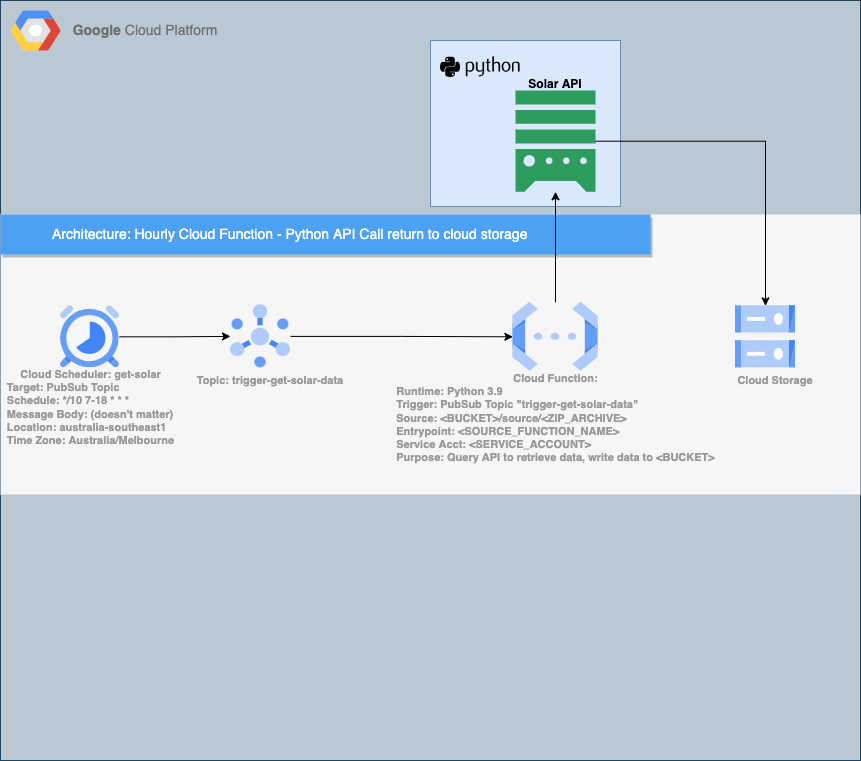 Google Cloud Platform
python
Solar API
Architecture: Hourly Cloud Function - Python API Call return to cloud storage
Cloud Scheduler: get-solar
Target: PubSub Topic
Schedule: */10 7-18 * * *
Message Body: (doesn't matter)
Location: australia-southeast1
Time Zone: Australia/Melbourne
Topic: trigger-get-solar-data
Cloud Function:
Runtime: Python 3.9
Trigger: PubSub Topic "trigger-get-solar-data"
Source: <BUCKET>/source/<ZIP_ARCHIVE>
Entrypoint: <SOURCE_FUNCTION_NAME>
Service Acct: <SERVICE_ACCOUNT>
Purpose: Query API to retrieve data, write data to <BUCKET>
Cloud Storage